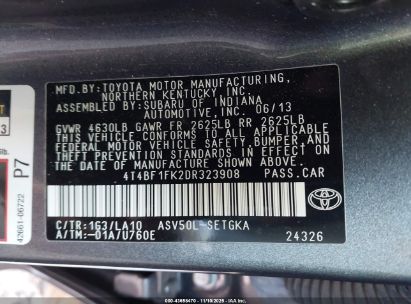 MFD.BY:TOYOTA MOTOR MANUFACTURING,
NORTHERN KENTUCKY, INC.
ASSEMBLED BY:SUBARU OF INDIANA
AUTOMOTIVE, INC. 06/13
GVWR 4630LB GAWR FR 2625LB RR 2625LB
THIS VEHICLE CONFORMS TO ALL APPLICABLE
FEDERAL MOTOR VEHICLE SAFETY, BUMPER, AND
THEFT PREVENTION STANDARDS IN EFFECT ON THE
DATE OF MANUFACTURE SHOWN ABOVE.
4T4BF1FK2DR323908 PASS.CAR
TOYOTA
C/TR:1G3/LA10 ASV50L-SETGKA
A/TM:-01A/U760E 24326
P7
42661-06722